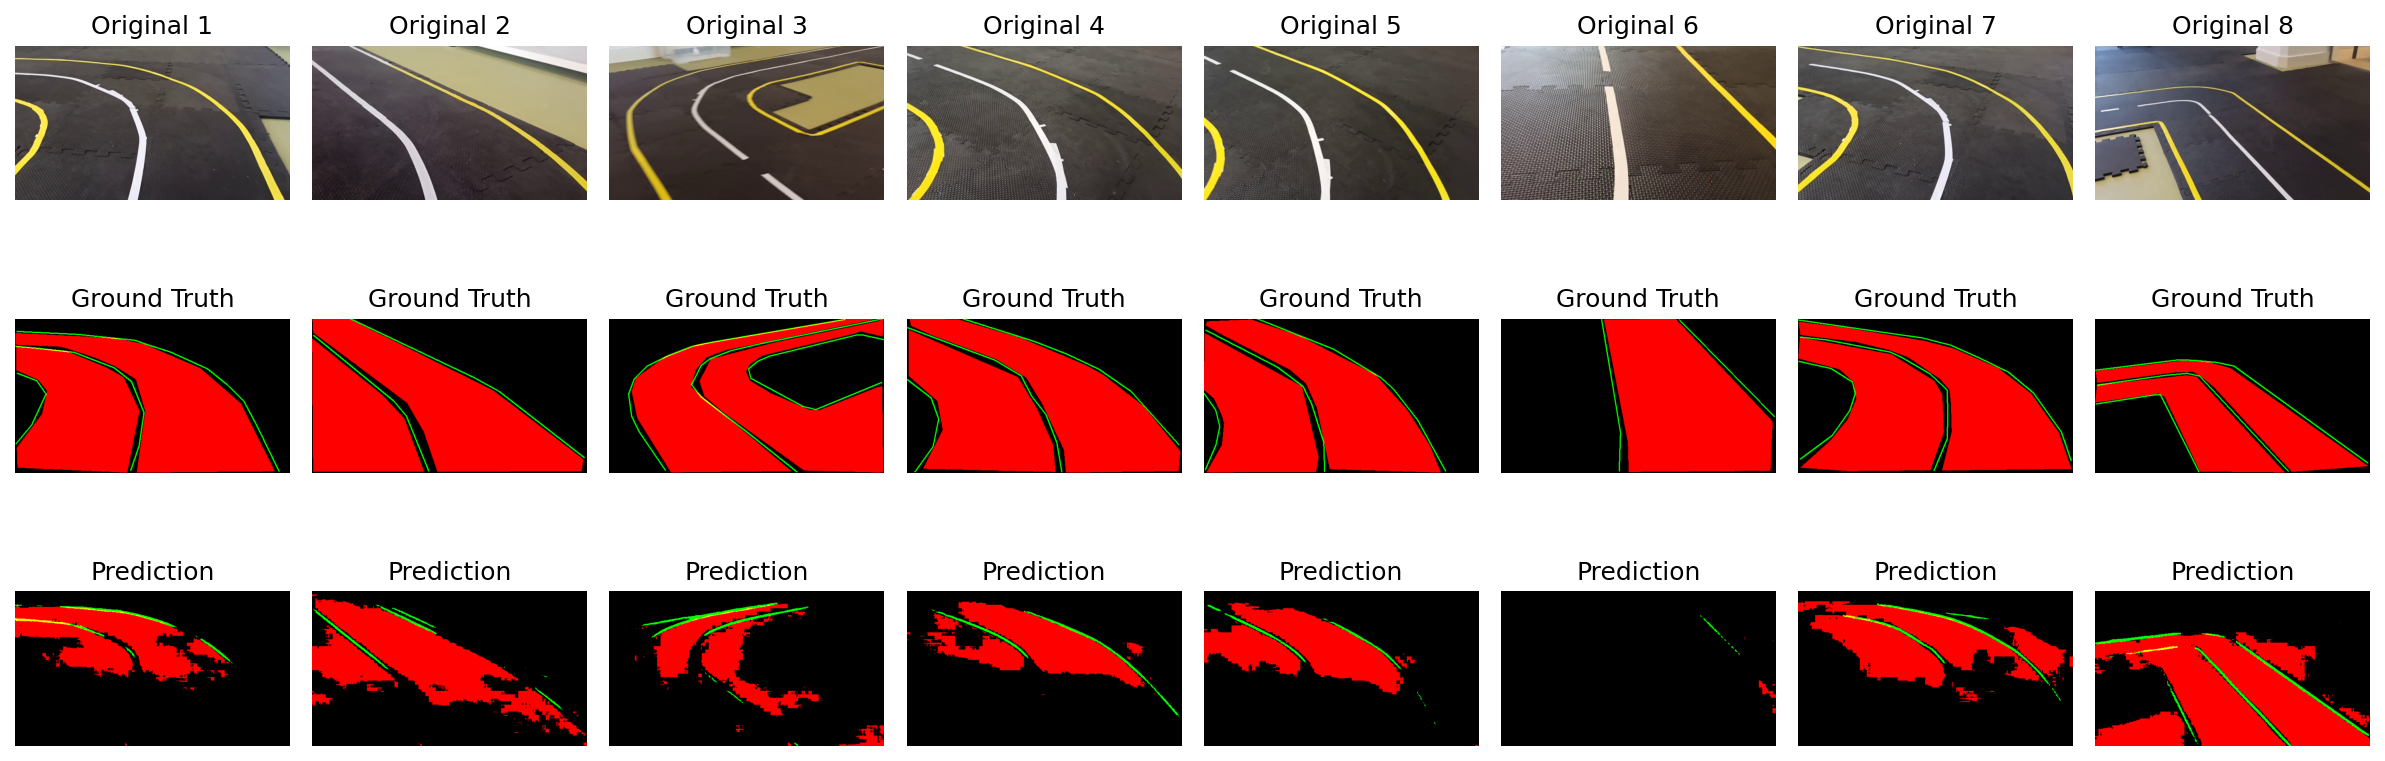 Original 1
Original 2
Original 3
Original 4
Original 5
Original 6
Original 7
Original 8
Ground Truth
Ground Truth
Ground Truth
Ground Truth
Ground Truth
Ground Truth
Ground Truth
Ground Truth
Prediction
Prediction
Prediction
Prediction
Prediction
Prediction
Prediction
Prediction